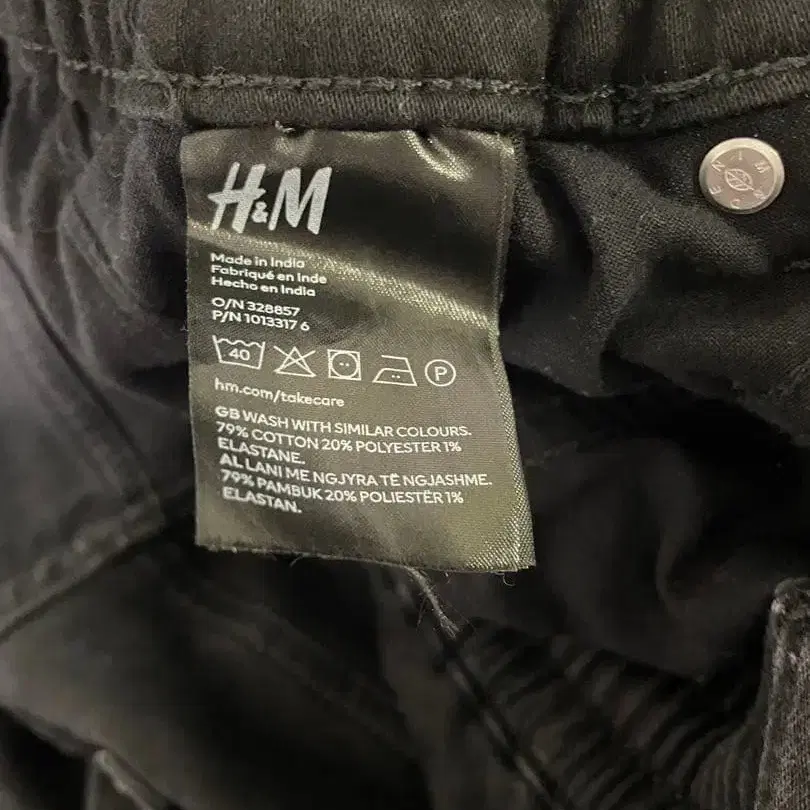 H&M
Made in India
Fabriqué en Inde
Hecho en India
O/N 328857
P/N 1013317 6
40
P
hm.com/takecare
GB WASH WITH SIMILAR COLOURS.
79% COTTON 20% POLYESTER 1%
ELASTANE.
AL LANI ME NGJYRA TË NGJASHME.
79% PAMBUK 20% POLIESTËR 1%
ELASTAN.